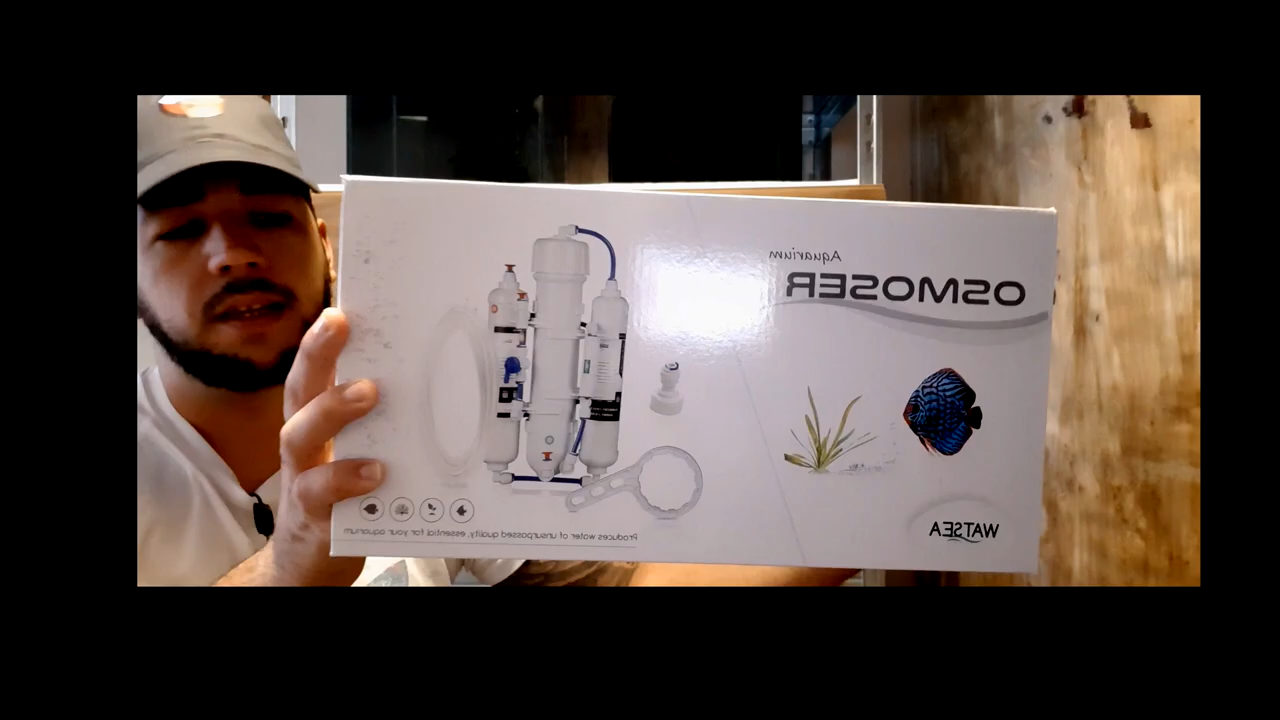 Aquarium
OSMOSER
WATSEA
Produces water of unsurpassed quality, essential for your aquarium